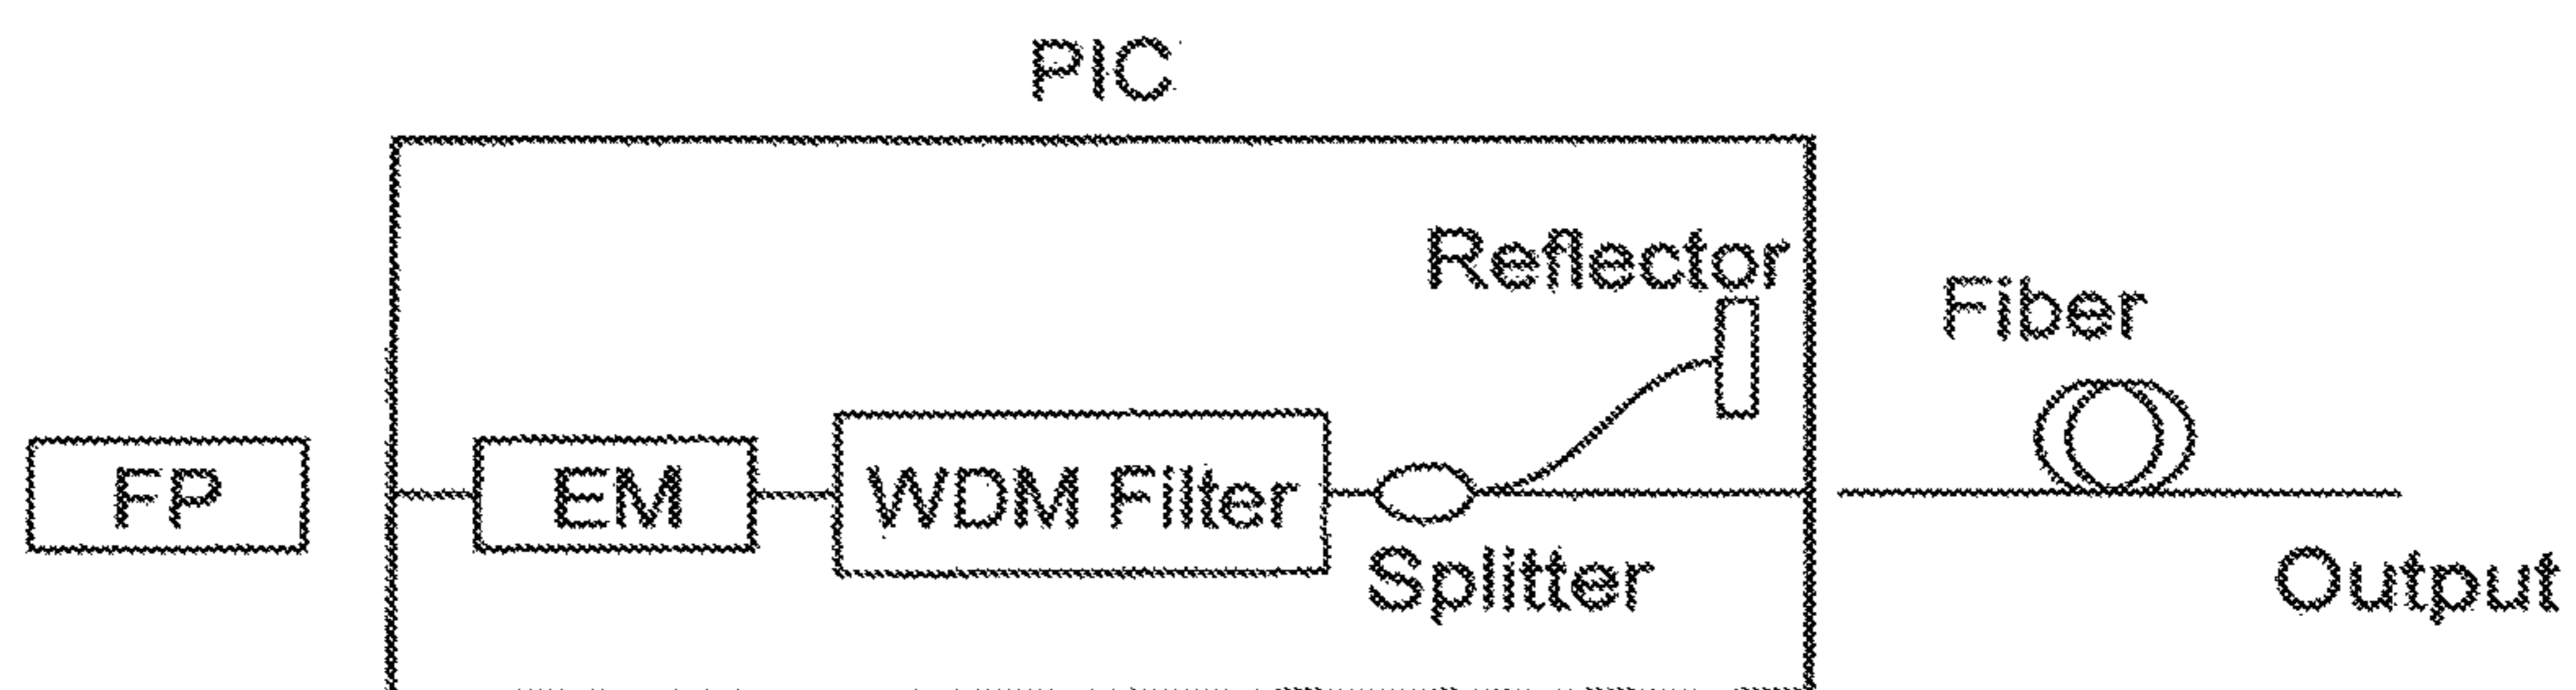 PIC
Reflector
Fiber
FP
EM
WDM Filter
Splitter
Output